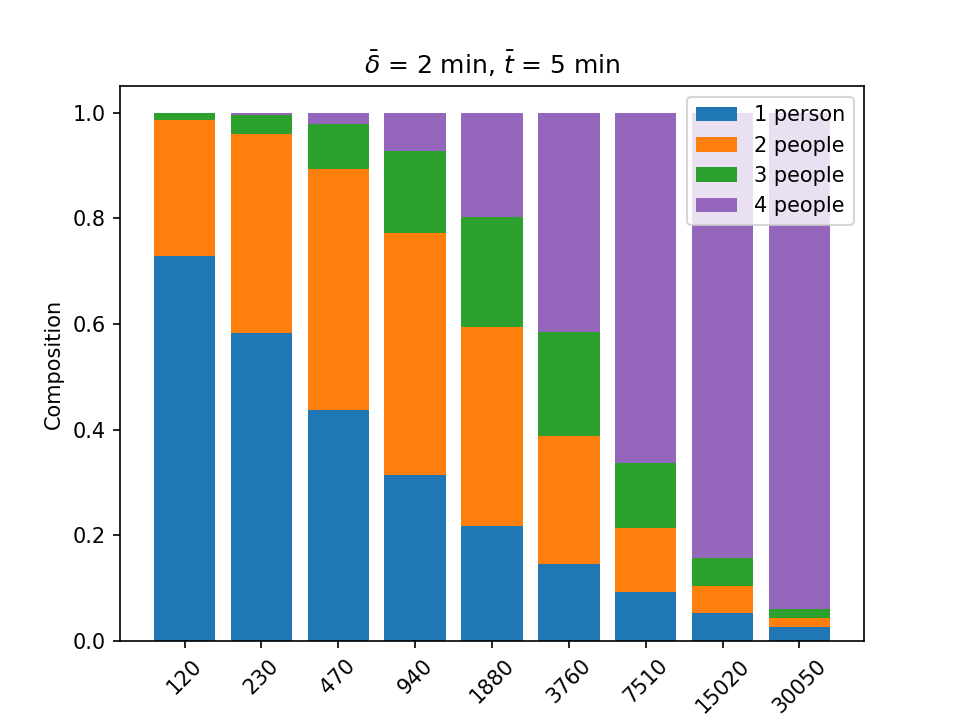 δ̄ = 2 min, t̄ = 5 min
1 person
2 people
3 people
4 people
Composition
1.0
0.8
0.6
0.4
0.2
0.0
120 230 470 940 1880 3760 7510 15020 30050